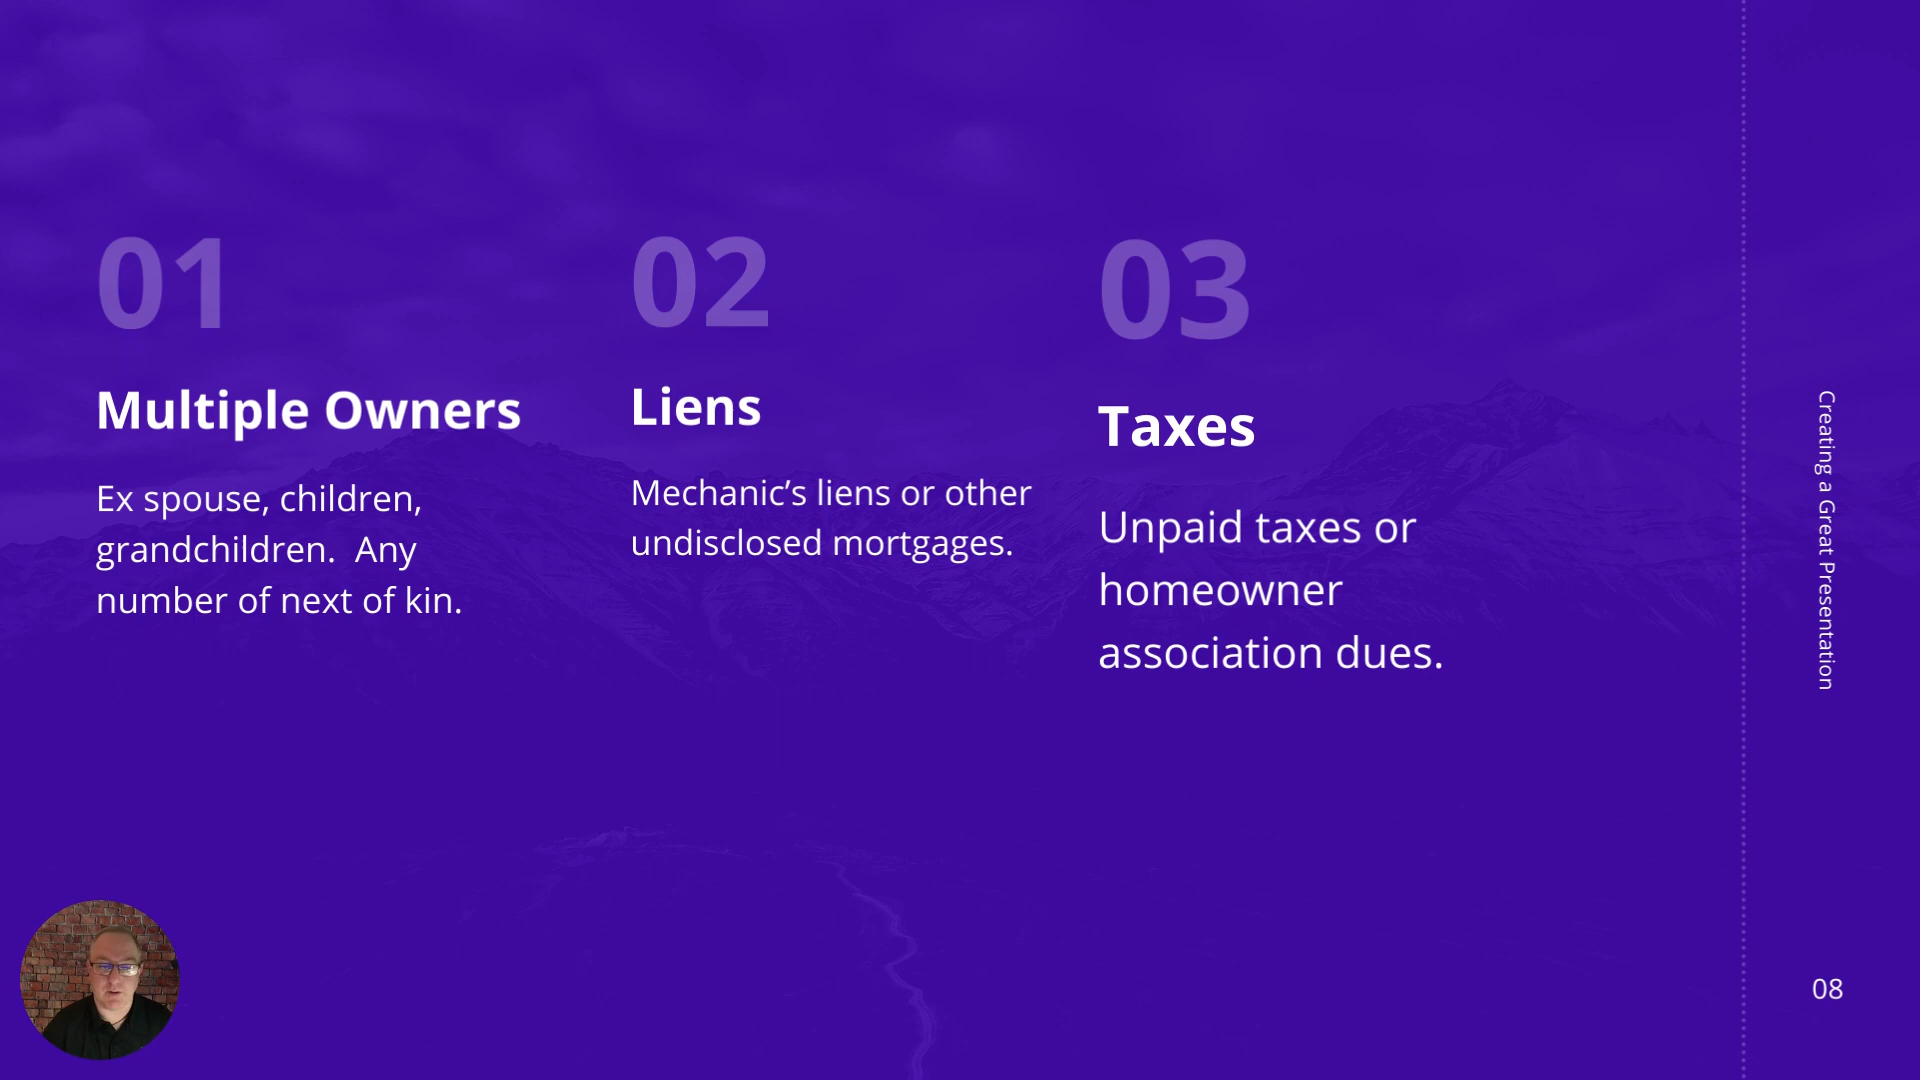 01
Multiple Owners
Ex spouse, children,
grandchildren.  Any
number of next of kin.
02
Liens
Mechanic’s liens or other
undisclosed mortgages.
03
Taxes
Unpaid taxes or
homeowner
association dues.
Creating a Great Presentation
08